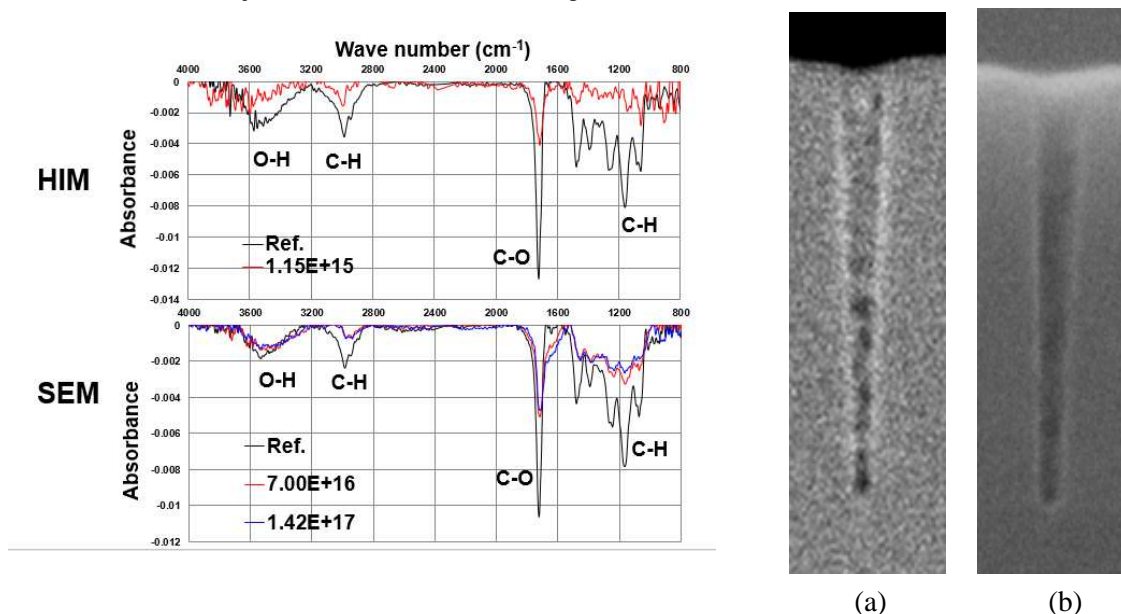 Wave number (cm-1)
4000 3600 3200 2800 2400 2000 1600 1200 800
0
-0.002
-0.004
-0.006
-0.008
-0.01
-0.012
-0.014
Absorbance
HIM
O-H
C-H
C-O
C-H
Ref.
1.15E+15
4000 3600 3200 2800 2400 2000 1600 1200 800
0
-0.002
-0.004
-0.006
-0.008
-0.01
-0.012
Absorbance
SEM
O-H
C-H
C-O
C-H
Ref.
7.00E+16
1.42E+17
(a) (b)